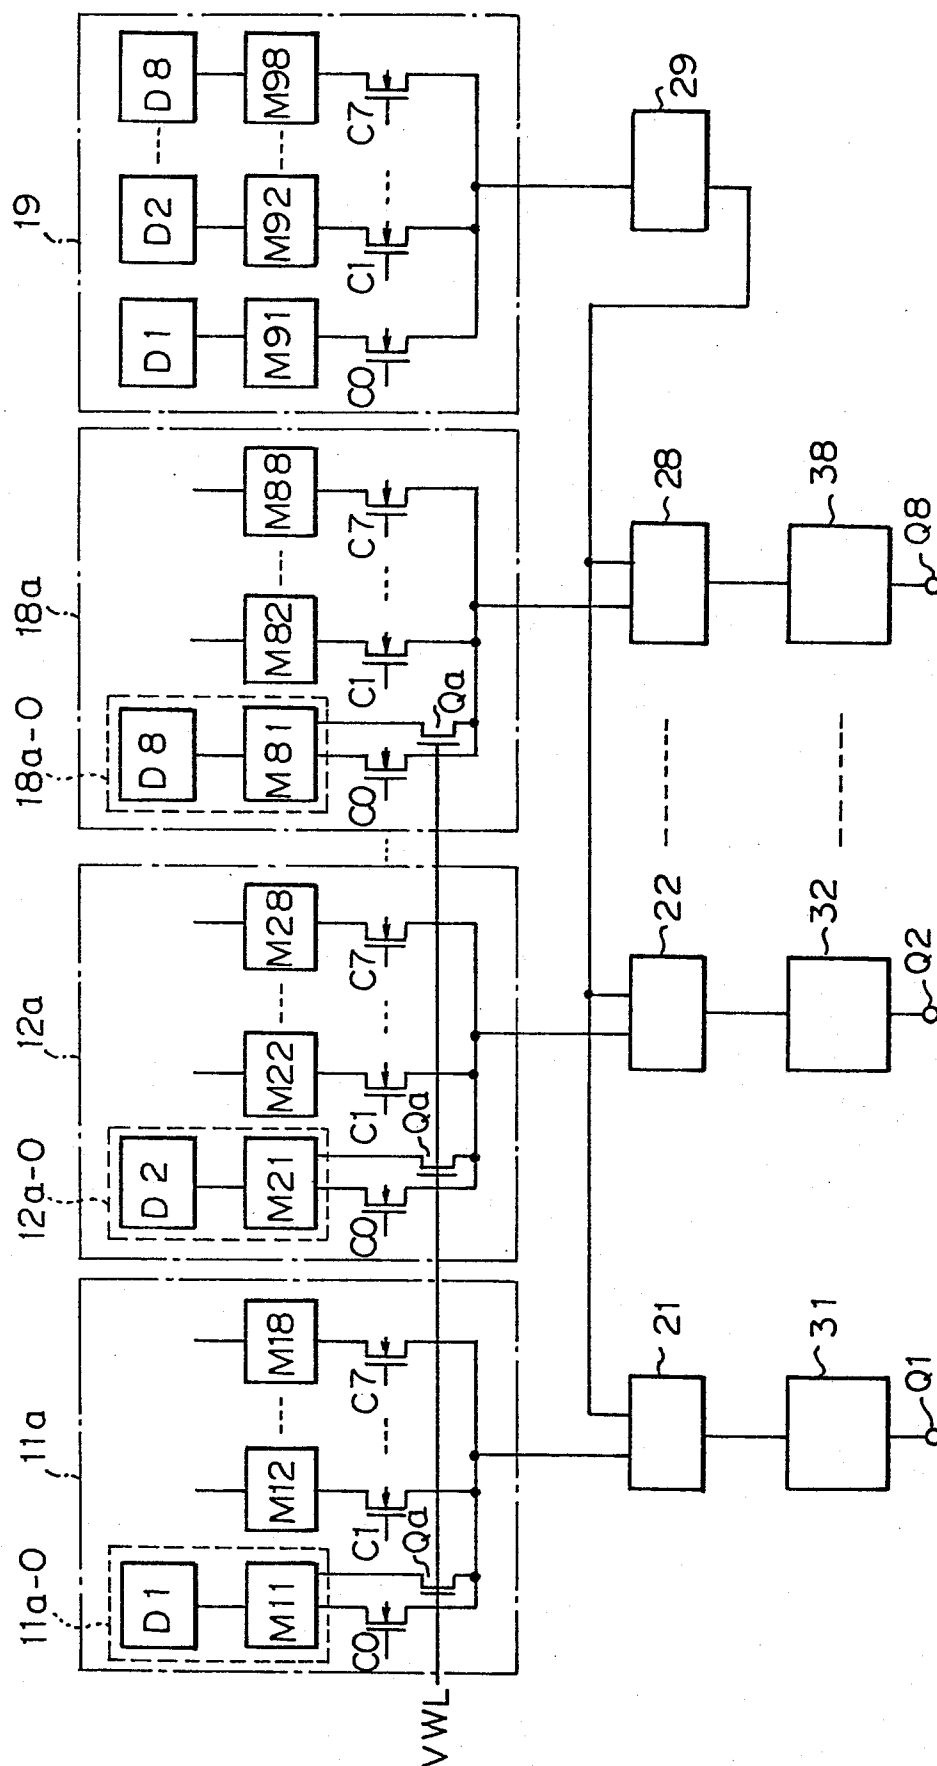 11a 12a 18a 19
11a-0 12a-0 18a-0
D1 D2 D8 D1 D2 D8
M11 M12 M18 M21 M22 M28 M81 M82 M88 M91 M92 M98
C0 C1 C7 C0 C1 C7 C0 C1 C7 C0 C1 C7
Qa Qa Qa
VWL
21 22 28 29
31 32 38
Q1 Q2 Q8